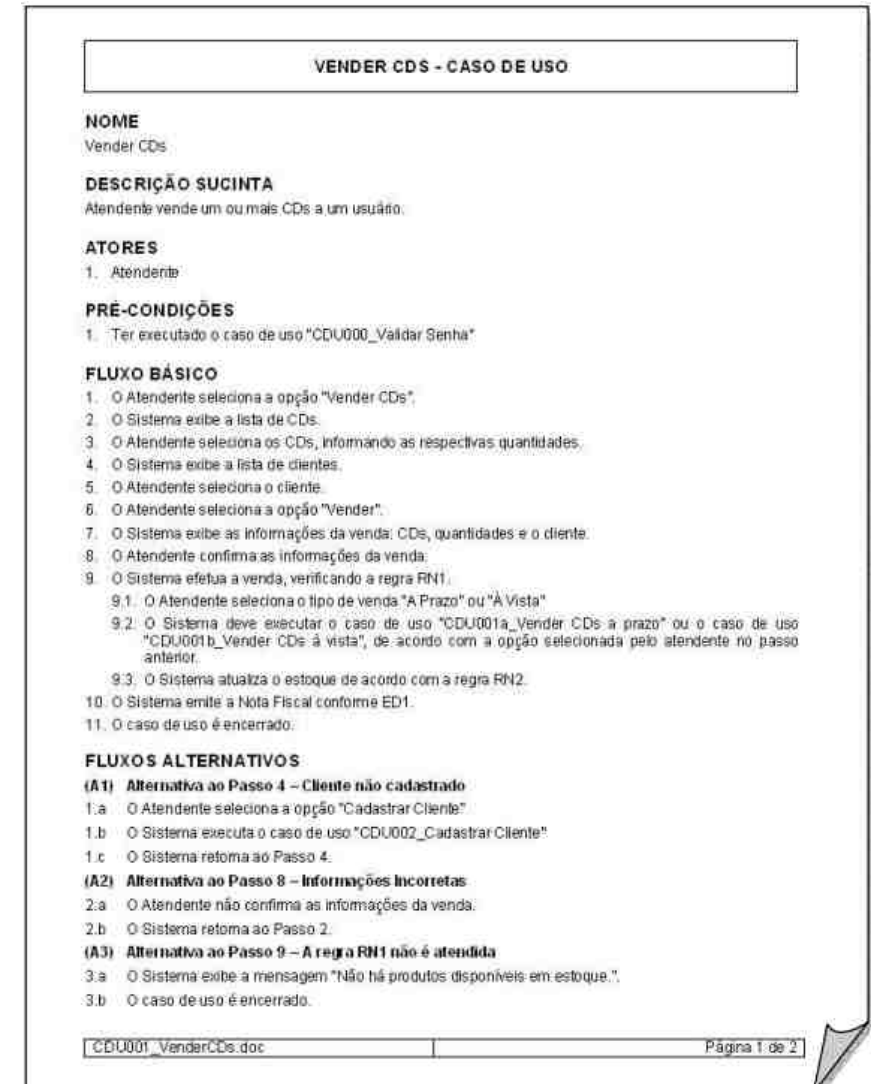 VENDER CDS - CASO DE USO
NOME
Vender CDs
DESCRIÇÃO SUCINTA
Atendente vende um ou mais CDs a um usuário.
ATORES
1. Atendente
PRÉ-CONDIÇÕES
1. Ter executado o caso de uso "CDU000_Validar Senha"
FLUXO BÁSICO
1. O Atendente seleciona a opção "Vender CDs".
2. O Sistema exibe a lista de CDs.
3. O Atendente seleciona os CDs, informando as respectivas quantidades.
4. O Sistema exibe a lista de clientes.
5. O Atendente seleciona o cliente.
6. O Atendente seleciona a opção "Vender".
7. O Sistema exibe as informações da venda: CDs, quantidades e o cliente.
8. O Atendente confirma as informações da venda.
9. O Sistema efetua a venda, verificando a regra RN1.
9.1. O Atendente seleciona o tipo de venda "A Prazo" ou "À Vista"
9.2. O Sistema deve executar o caso de uso "CDU001a_Vender CDs a prazo" ou o caso de uso
"CDU001b_Vender CDs à vista", de acordo com a opção selecionada pelo atendente no passo
anterior.
9.3. O Sistema atualiza o estoque de acordo com a regra RN2.
10. O Sistema emite a Nota Fiscal conforme ED1.
11. O caso de uso é encerrado.
FLUXOS ALTERNATIVOS
(A1) Alternativa ao Passo 4 – Cliente não cadastrado
1.a O Atendente seleciona a opção "Cadastrar Cliente"
1.b O Sistema executa o caso de uso "CDU002_Cadastrar Cliente"
1.c O Sistema retorna ao Passo 4.
(A2) Alternativa ao Passo 8 – Informações Incorretas
2.a O Atendente não confirma as informações da venda.
2.b O Sistema retorna ao Passo 2.
(A3) Alternativa ao Passo 9 – A regra RN1 não é atendida
3.a O Sistema exibe a mensagem "Não há produtos disponíveis em estoque.".
3.b O caso de uso é encerrado.
CDU001_VenderCDs.doc Página 1 de 2